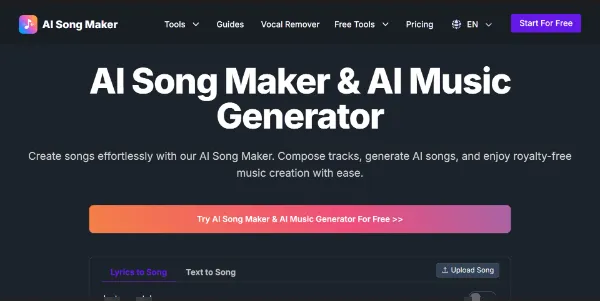 AI Song Maker
Tools
Guides
Vocal Remover
Free Tools
Pricing
EN
Start For Free
AI Song Maker & AI Music
Generator
Create songs effortlessly with our AI Song Maker. Compose tracks, generate AI songs, and enjoy royalty-free
music creation with ease.
Try AI Song Maker & AI Music Generator For Free >>
Lyrics to Song
Text to Song
Upload Song